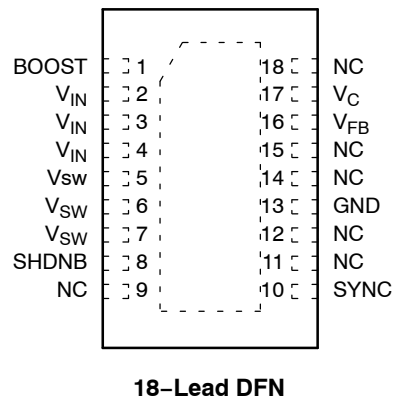 BOOST 1 18 NC
VIN 2 17 VC
VIN 3 16 VFB
VIN 4 15 NC
Vsw 5 14 NC
VSW 6 13 GND
VSW 7 12 NC
SHDNB 8 11 NC
NC 9 10 SYNC
18–Lead DFN